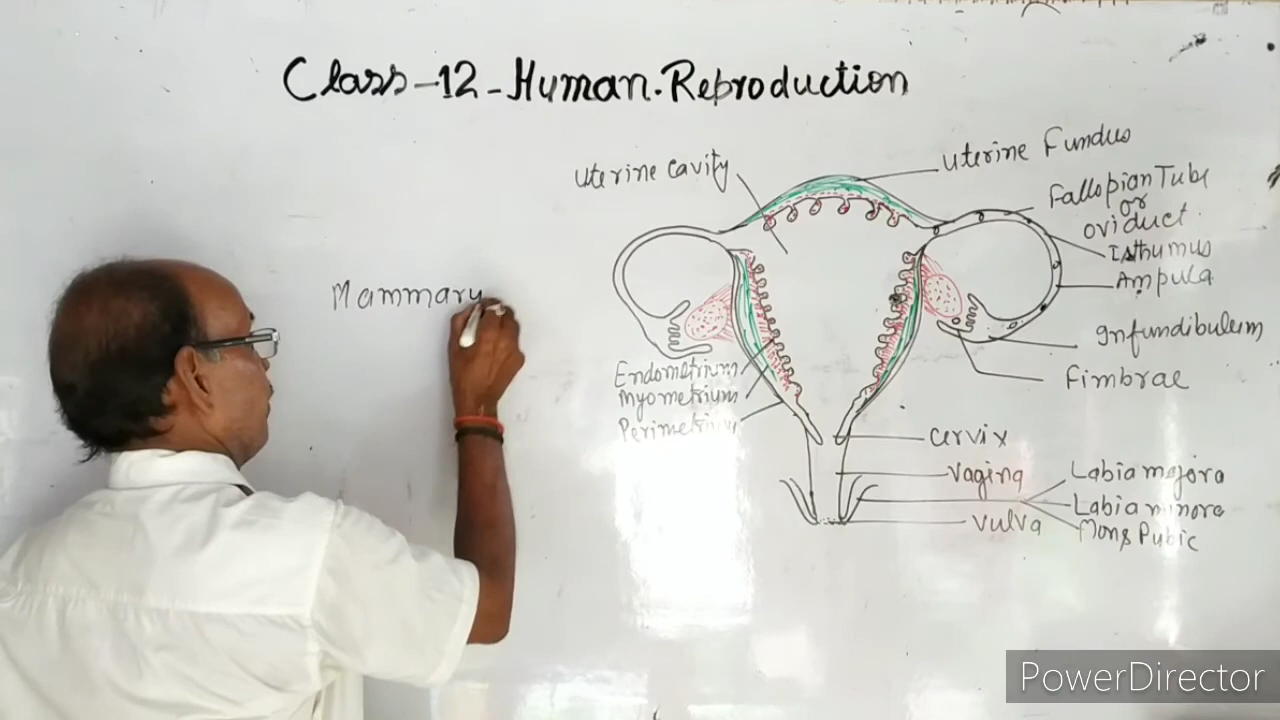 Class-12-Human.Reproduction
Uterine Cavity
Uterine Fundus
Fallopian Tube
or
oviduct
Isthumus
Ampula
Infundibulum
Fimbrae
Mammary
Endometrium
Myometrium
Perimetrium
Cervix
Vagina
Labia majora
Labia minora
Vulva
Mons Pubic
PowerDirector